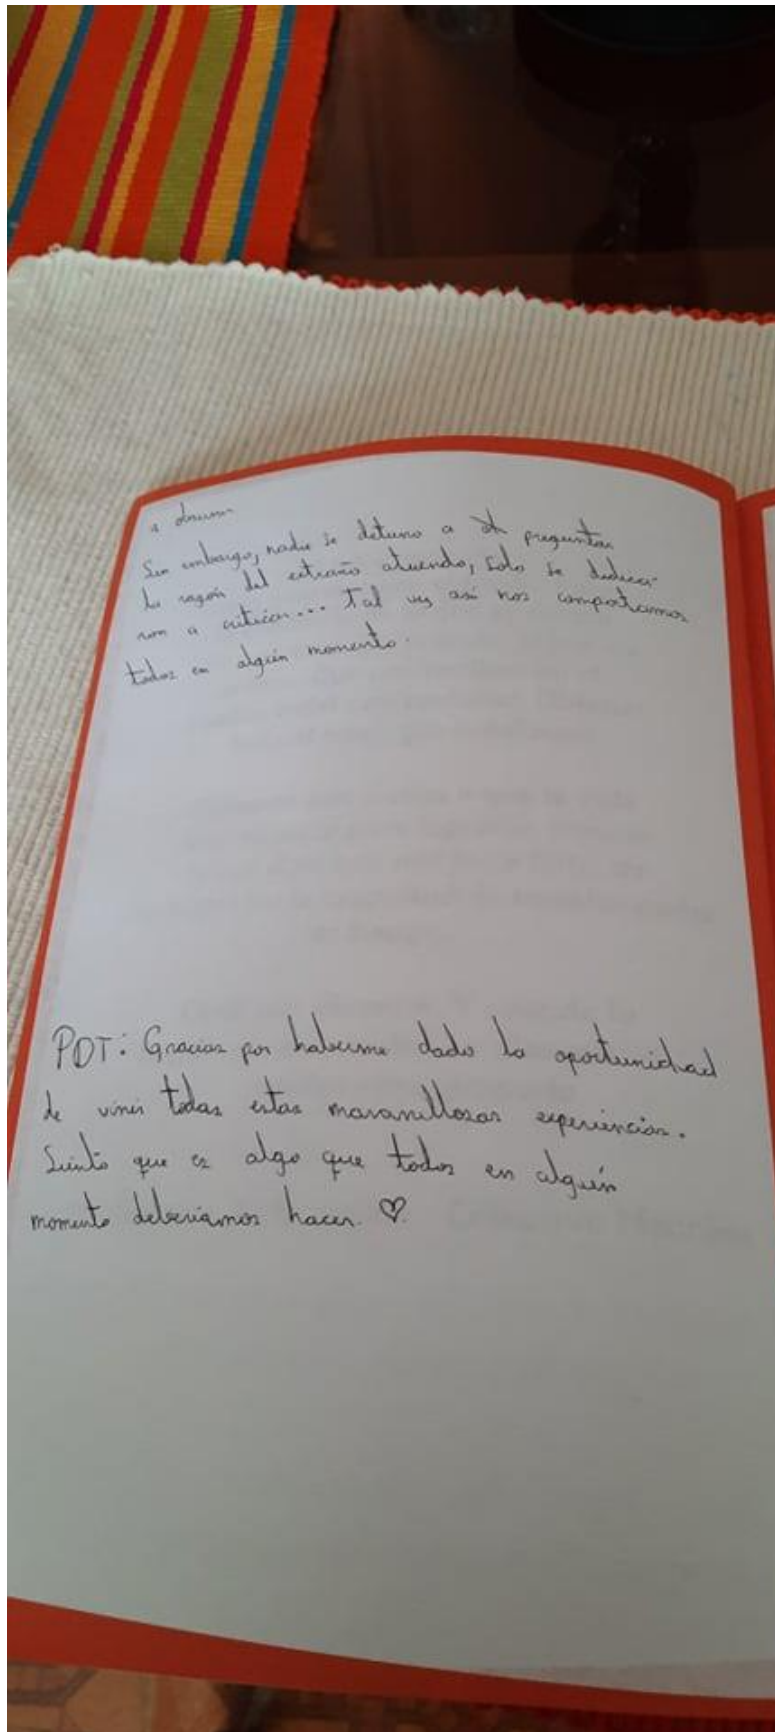 a
Sin embargo, nadie se detuvo a preguntar
la razón del extraño atuendo, solo se dedica-
ron a criticar... Tal vez así nos comportamos
todos en algún momento.
PDT: Gracias por haberme dado la oportunidad
de vivir todas estas maravillosas experiencias.
Siento que es algo que todos en algún
momento deberíamos hacer. ♡